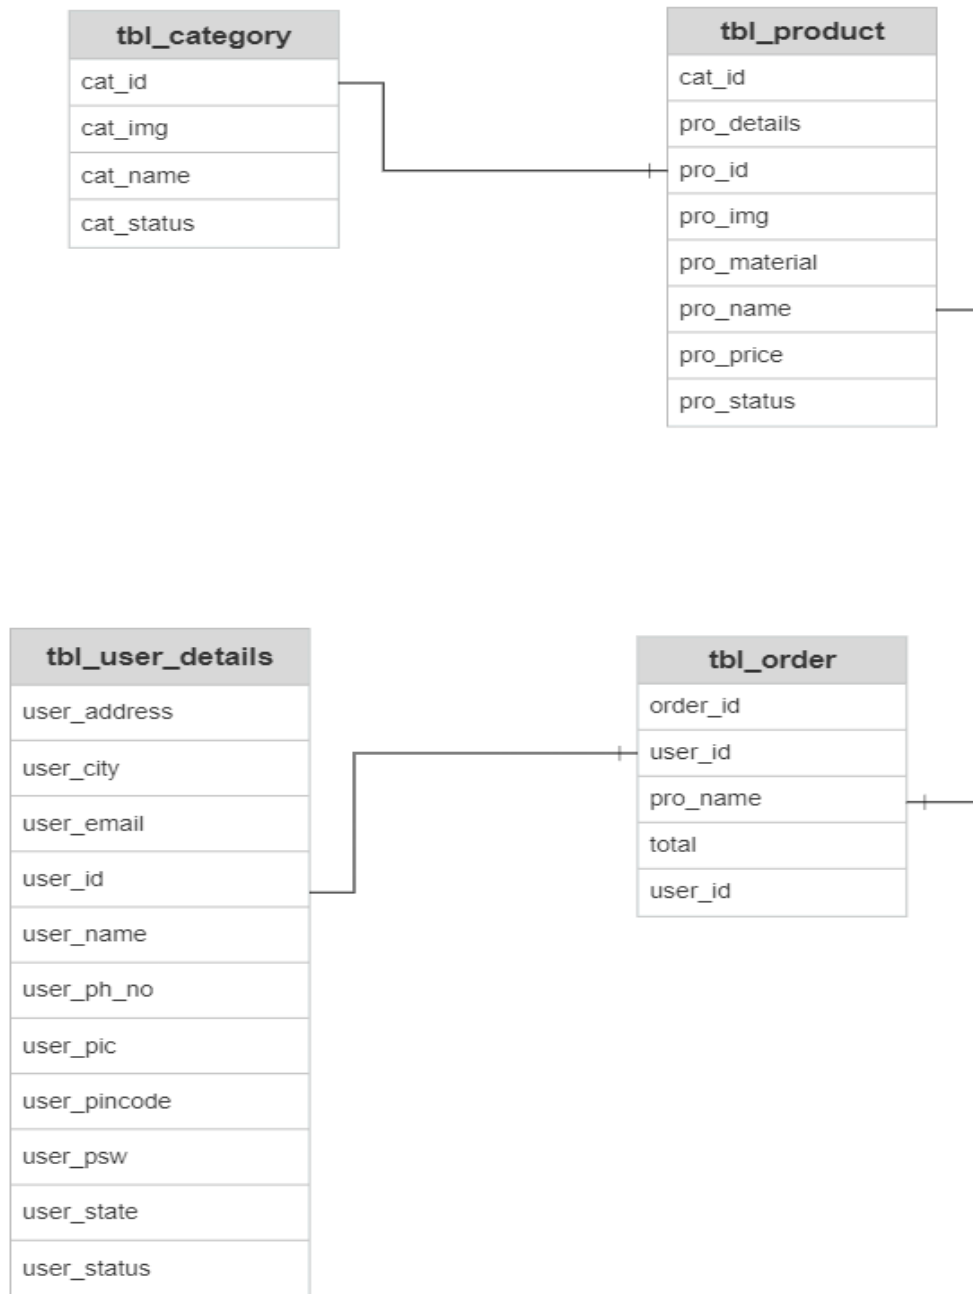 tbl_category
cat_id
cat_img
cat_name
cat_status
tbl_product
cat_id
pro_details
pro_id
pro_img
pro_material
pro_name
pro_price
pro_status
tbl_user_details
user_address
user_city
user_email
user_id
user_name
user_ph_no
user_pic
user_pincode
user_psw
user_state
user_status
tbl_order
order_id
user_id
pro_name
total
user_id